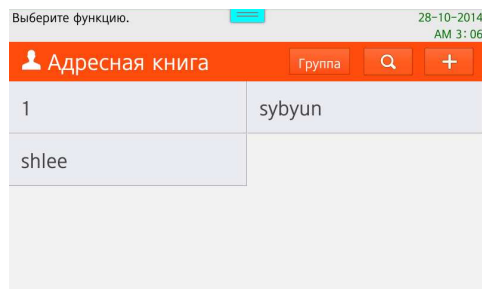 Выберите функцию.
28-10-2014
AM 3:06
Адресная книга
Группа
1
sybyun
shlee